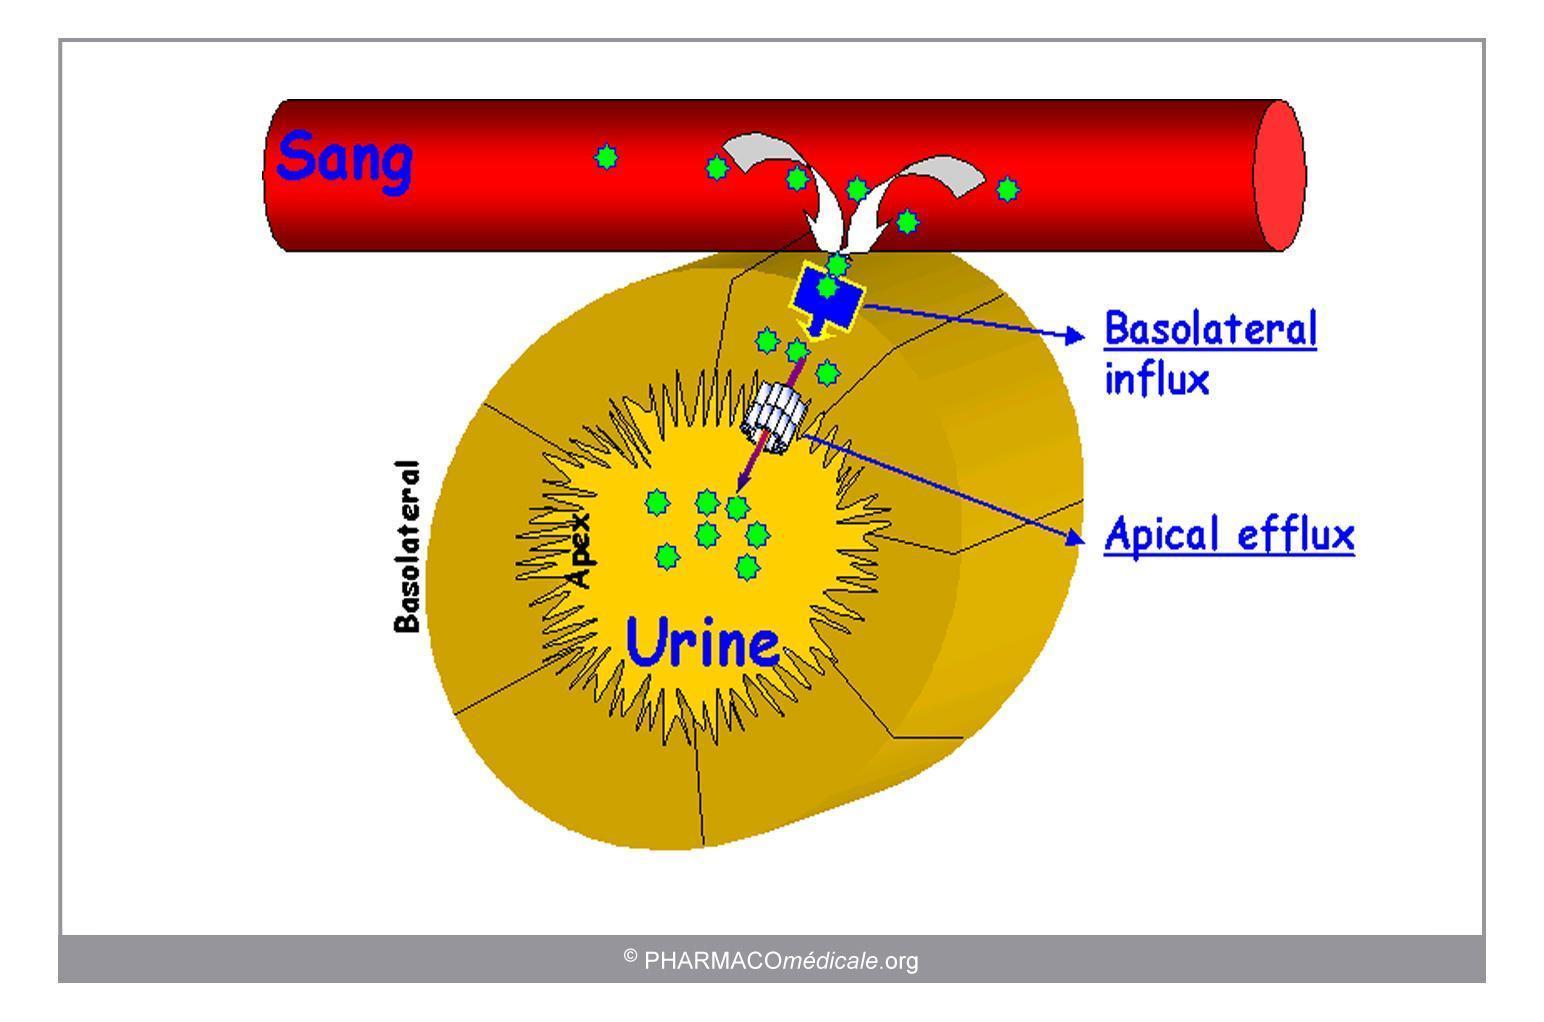 Sang
Basolateral
influx
Basolateral
Apex
Apical efflux
Urine
© PHARMACOmédicale.org